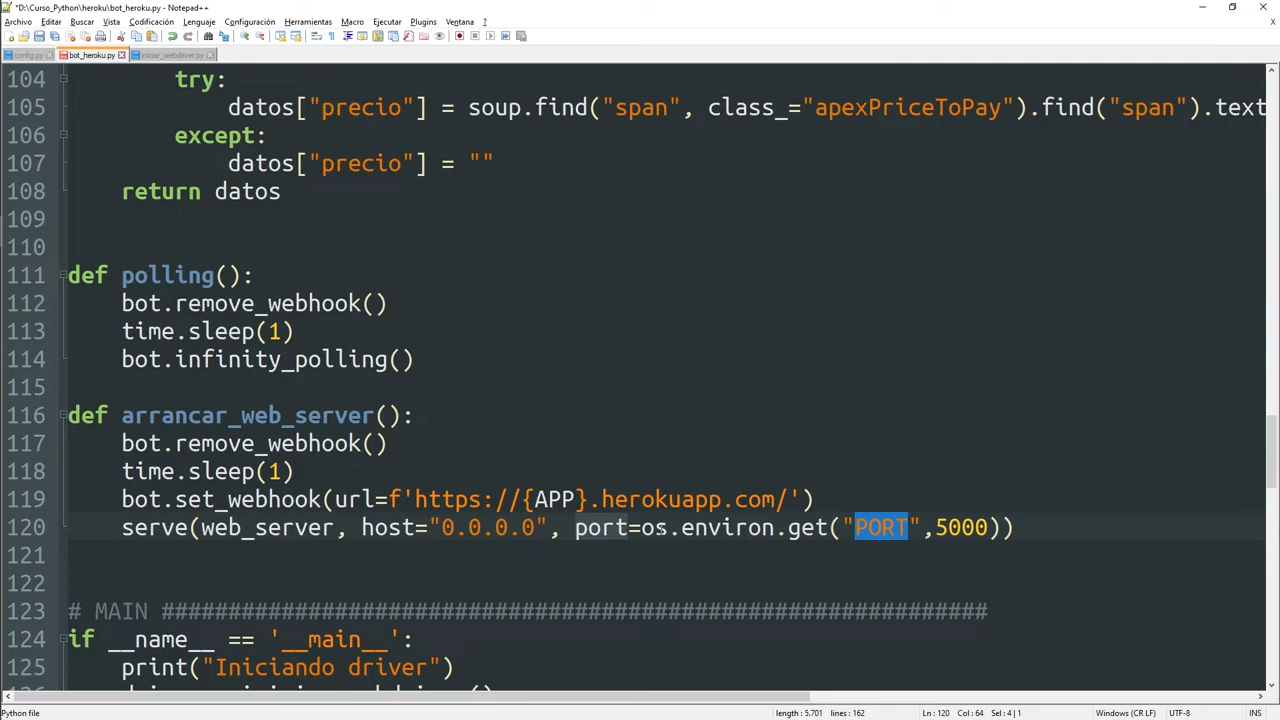 *D:\Curso_Python\heroku\bot_heroku.py - Notepad++
Archivo Editar Buscar Vista Codificación Lenguaje Configuración Herramientas Macro Ejecutar Plugins Ventana ?
config.py bot_heroku.py iniciar_webdriver.py
104 try:
105 datos["precio"] = soup.find("span", class_="apexPriceToPay").find("span").text
106 except:
107 datos["precio"] = ""
108 return datos
109
110
111 def polling():
112 bot.remove_webhook()
113 time.sleep(1)
114 bot.infinity_polling()
115
116 def arrancar_web_server():
117 bot.remove_webhook()
118 time.sleep(1)
119 bot.set_webhook(url=f'https://{APP}.herokuapp.com/')
120 serve(web_server, host="0.0.0.0", port=os.environ.get("PORT",5000))
121
122
123 # MAIN ##############################################################
124 if __name__ == '__main__':
125 print("Iniciando driver")
Python file length : 5.701 lines : 162 Ln : 120 Col : 64 Sel : 4 | 1 Windows (CR LF) UTF-8 INS